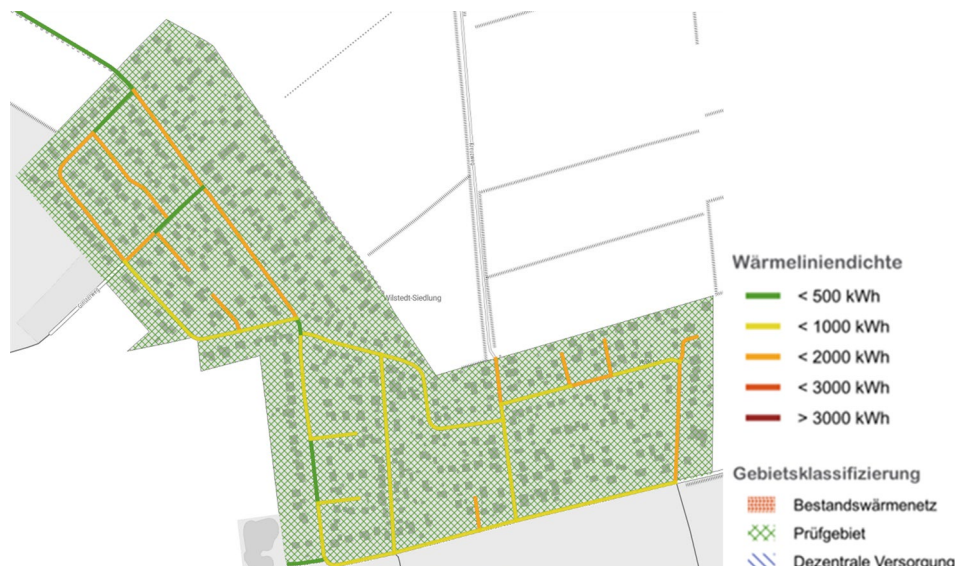 Wilstedt-Siedlung
Wärmeliniendichte
< 500 kWh
< 1000 kWh
< 2000 kWh
< 3000 kWh
> 3000 kWh
Gebietsklassifizierung
Bestandswärmenetz
Prüfgebiet
Dezentrale Versorgung